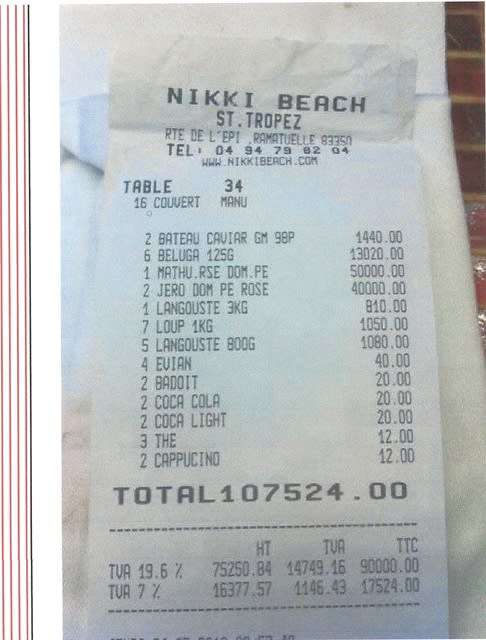 NIKKI BEACH
ST.TROPEZ
RTE DE L'EPI ,RAMATUELLE 83350
TEL: 04 94 79 82 04
WWW.NIKKIBEACH.COM
TABLE 34
16 COUVERT MANU
2 BATEAU CAVIAR GM 98P 1440.00
6 BELUGA 125G 13020.00
1 MATHU.RSE DOM.PE 50000.00
2 JERO DOM PE ROSE 40000.00
1 LANGOUSTE 3KG 810.00
7 LOUP 1KG 1050.00
5 LANGOUSTE 800G 1080.00
4 EVIAN 40.00
2 BADOIT 20.00
2 COCA COLA 20.00
2 COCA LIGHT 20.00
3 THE 12.00
2 CAPPUCINO 12.00
TOTAL107524.00
HT TVA TTC
TVA 19.6 % 75250.84 14749.16 90000.00
TVA 7 % 16377.57 1146.43 17524.00